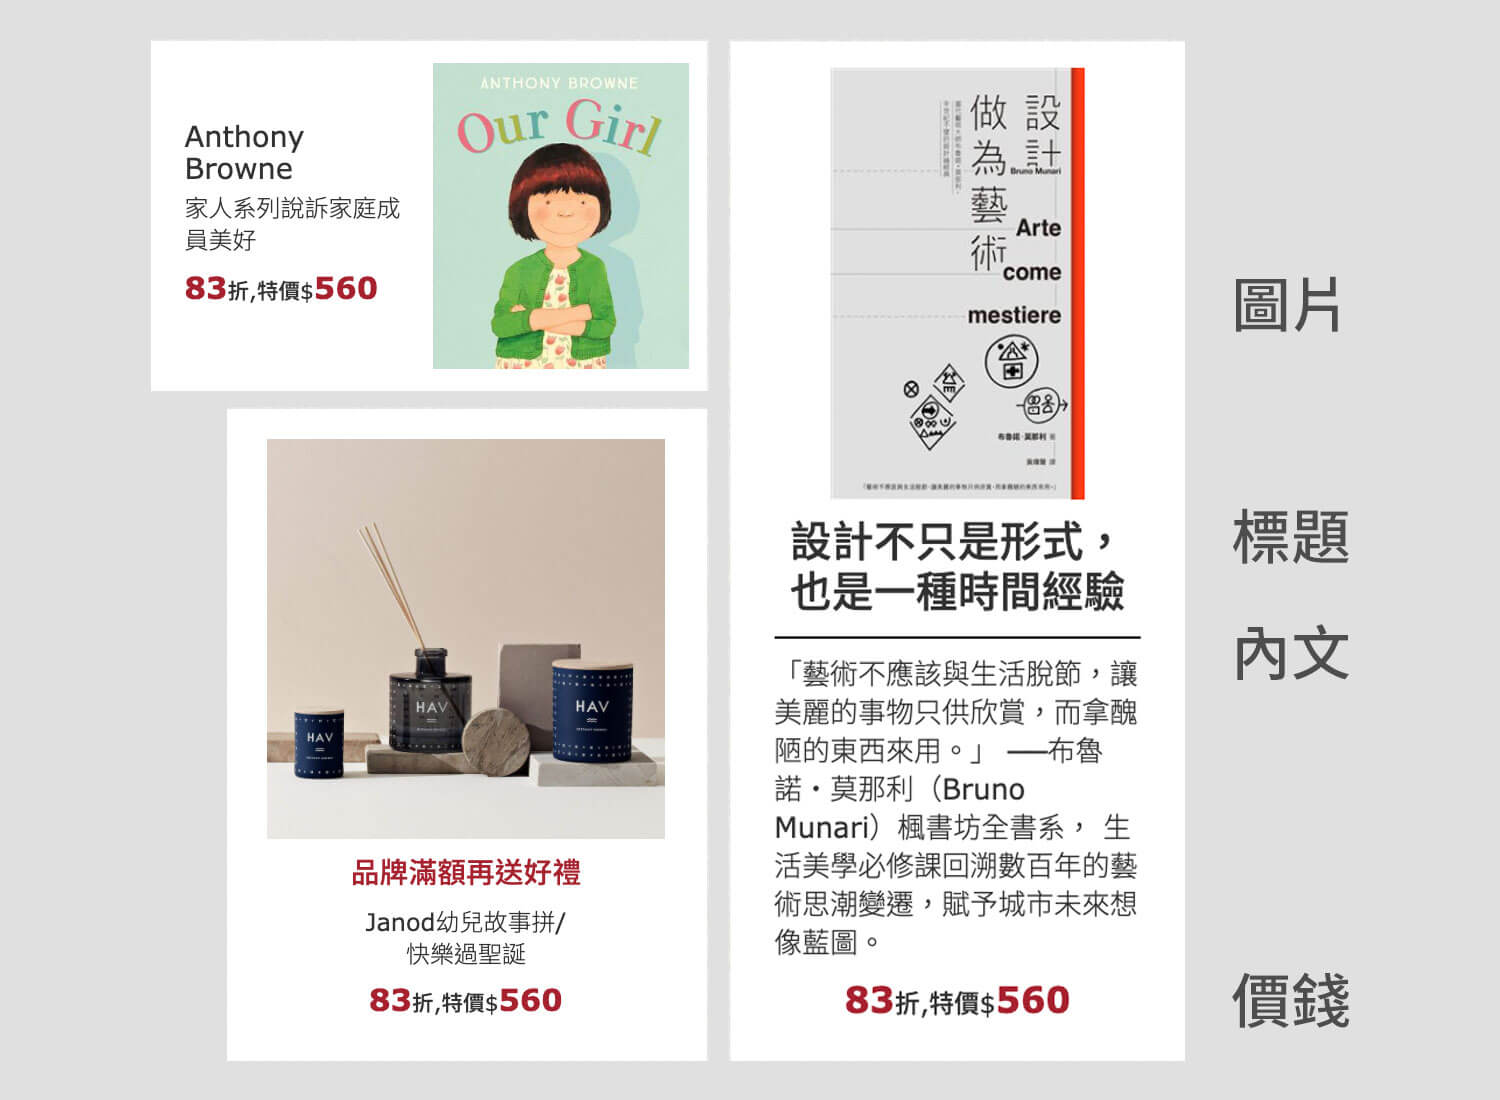 ANTHONY BROWNE
Our Girl
Anthony
Browne
家人系列說訴家庭成
員美好
83折,特價$560
HAV
HAV
HAV
品牌滿額再送好禮
Janod幼兒故事拼/
快樂過聖誕
83折,特價$560
設計
做為藝術
Bruno Munari
Arte
come
mestiere
布魯諾·莫那利 著
設計不只是形式，
也是一種時間經驗
「藝術不應該與生活脫節，讓
美麗的事物只供欣賞，而拿醜
陋的東西來用。」 ──布魯
諾・莫那利（Bruno
Munari）楓書坊全書系， 生
活美學必修課回溯數百年的藝
術思潮變遷，賦予城市未來想
像藍圖。
83折,特價$560
圖片
標題
內文
價錢